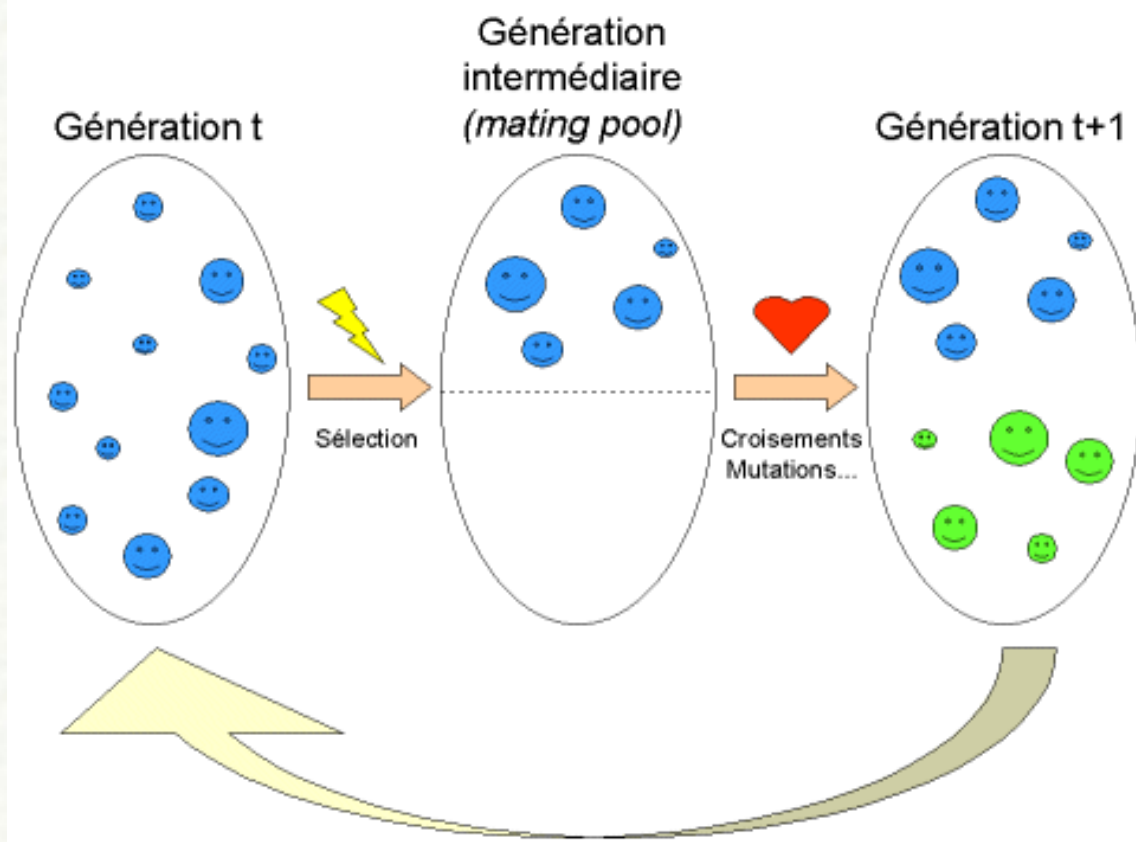 Génération t
Génération
intermédiaire
(mating pool)
Génération t+1
Sélection
Croisements
Mutations...